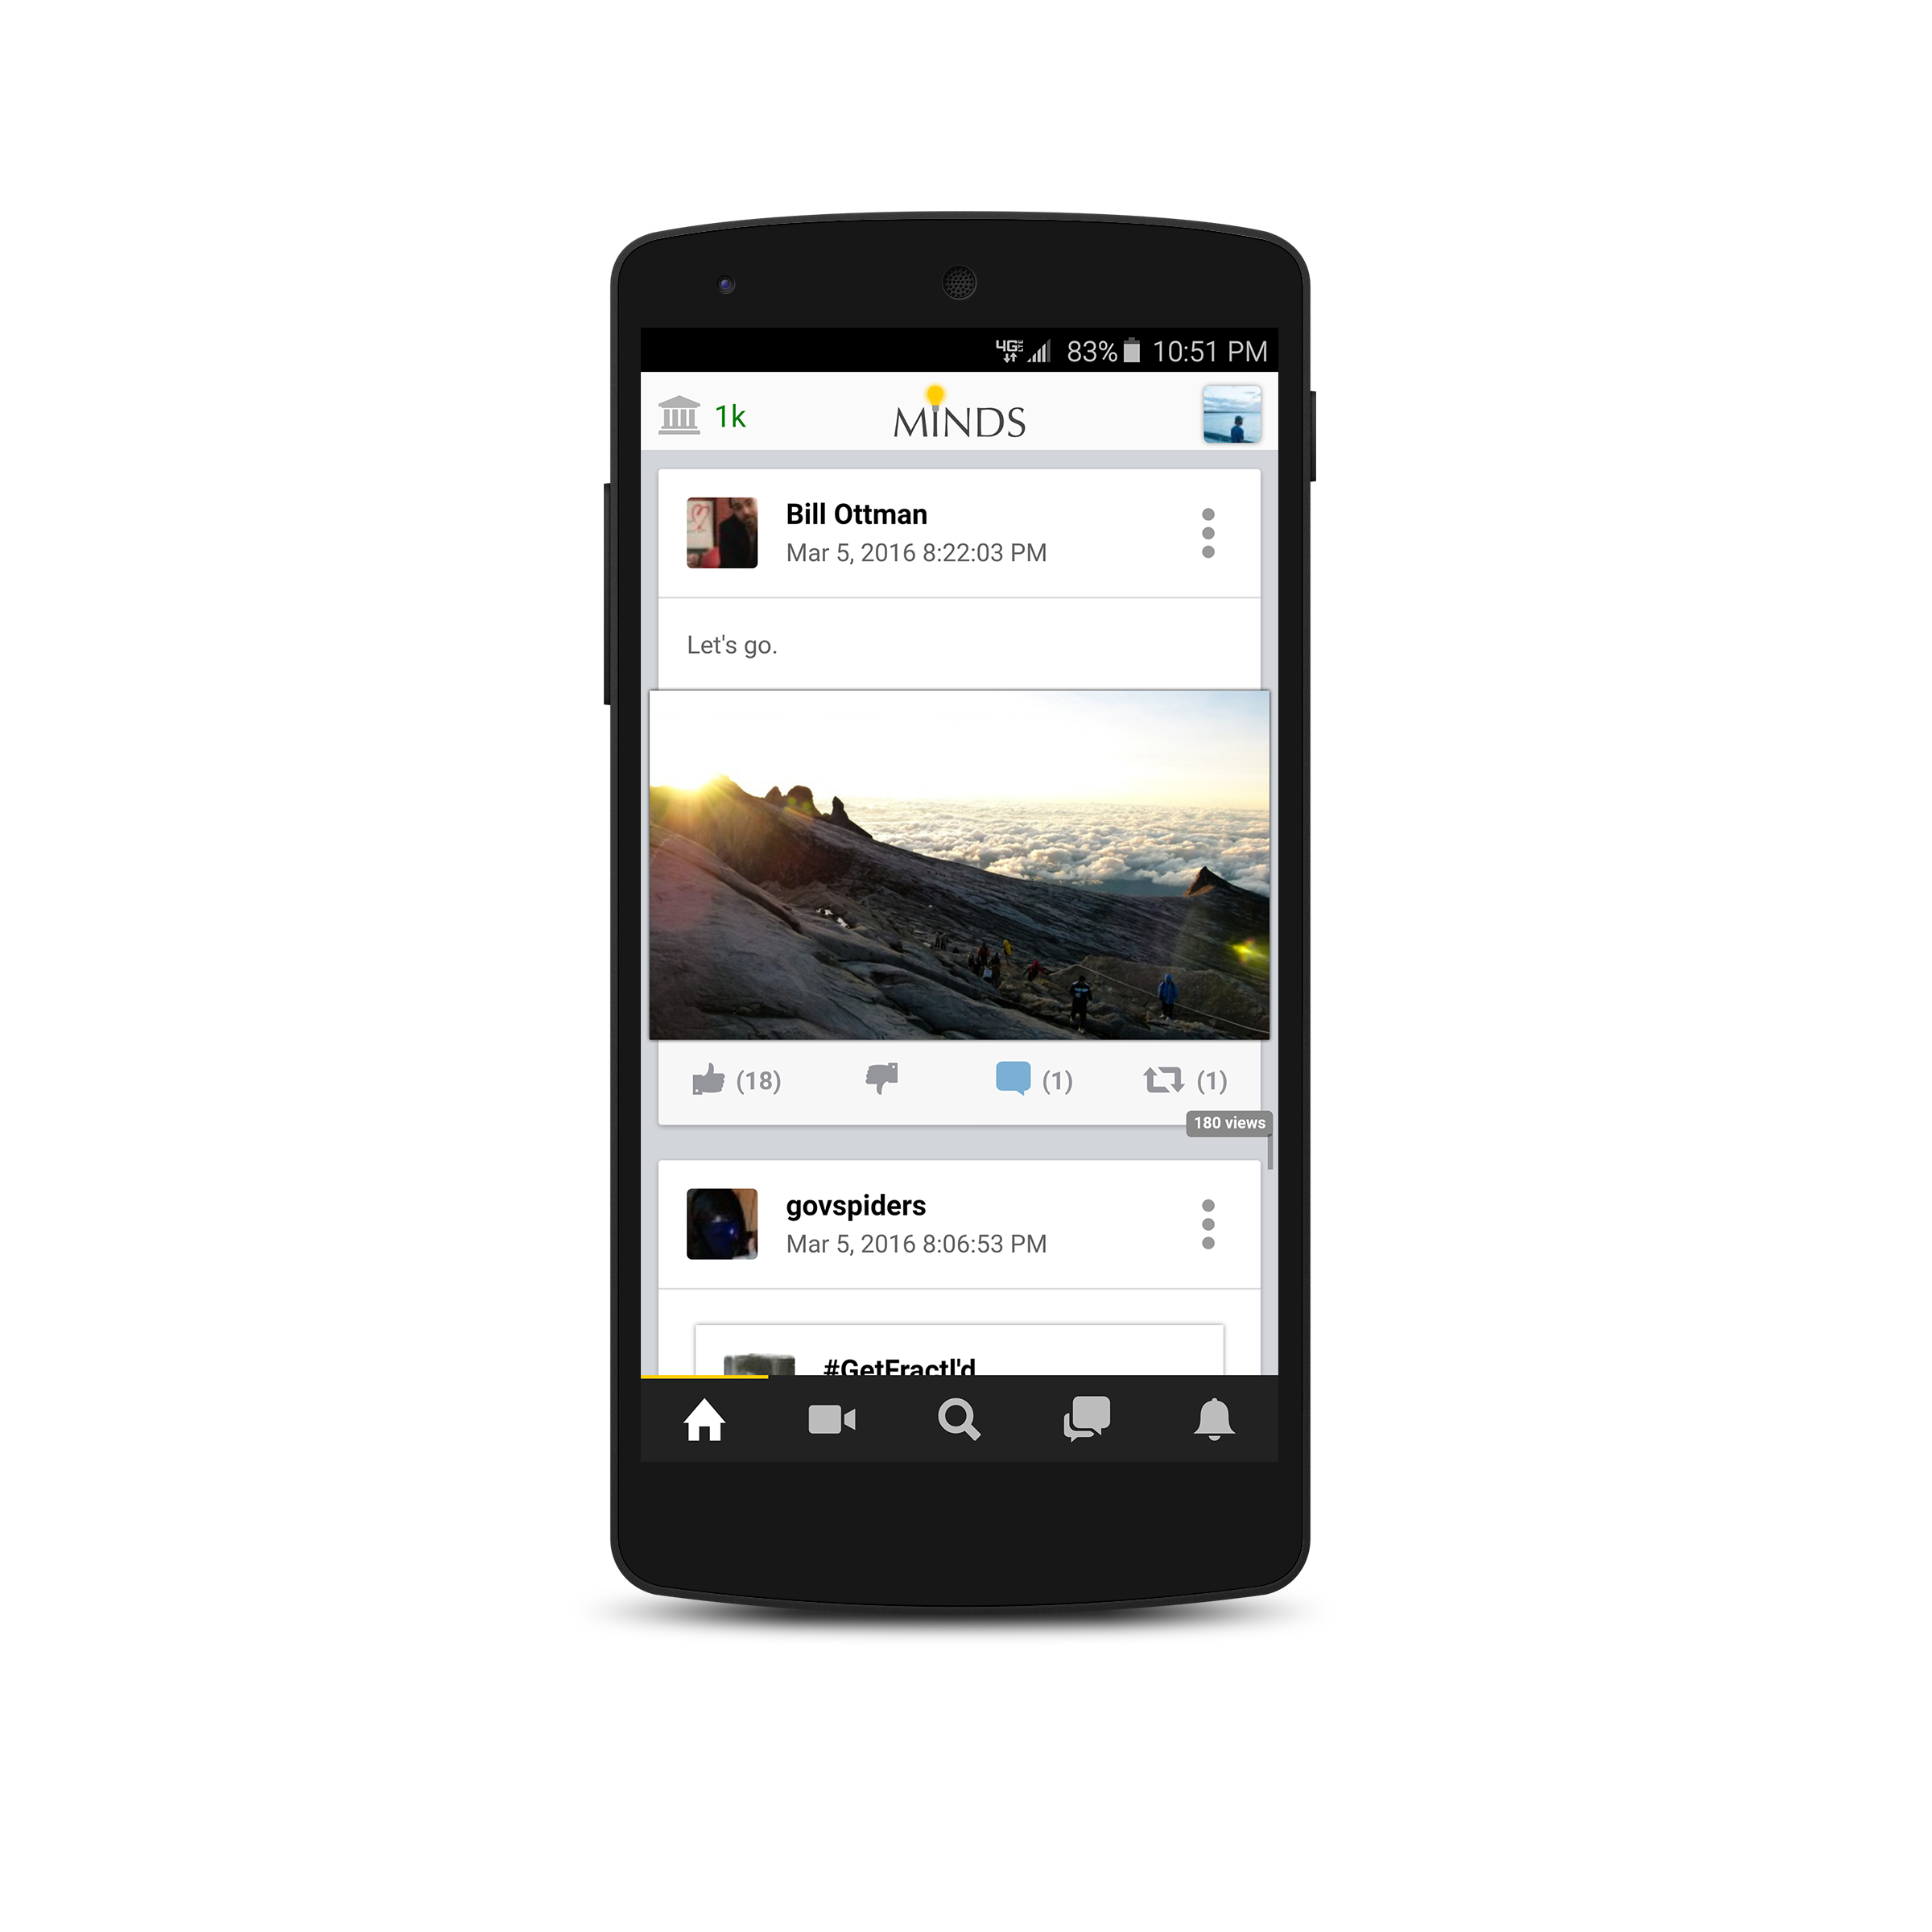 4G LTE 83% 10:51 PM
1k MINDS
Bill Ottman
Mar 5, 2016 8:22:03 PM
Let's go.
(18) (1) (1)
180 views
govspiders
Mar 5, 2016 8:06:53 PM
#GetFractl'd